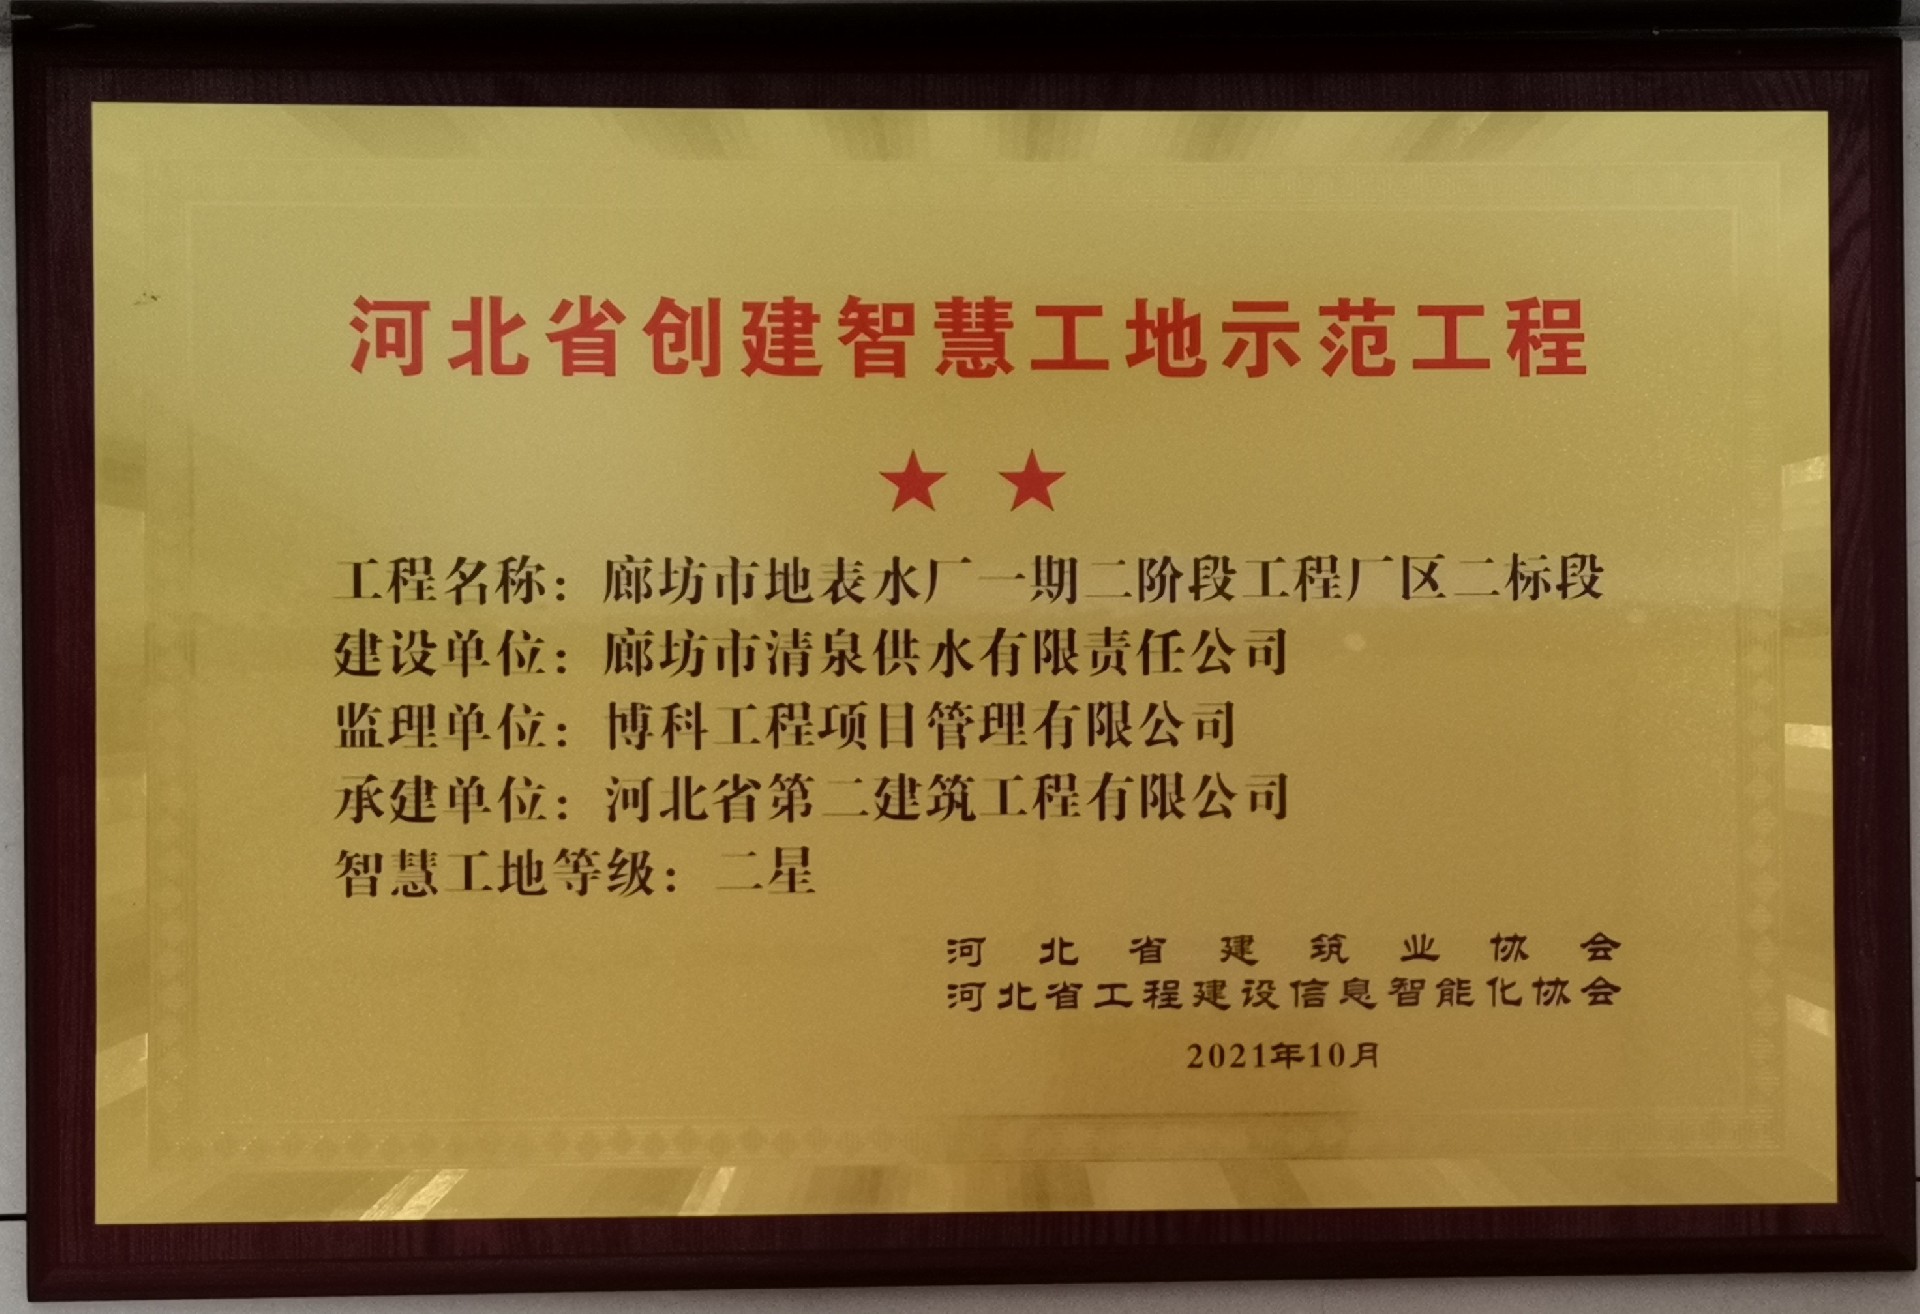 河北省创建智慧工地示范工程
★ ★
工程名称：廊坊市地表水厂一期二阶段工程厂区二标段
建设单位：廊坊市清泉供水有限责任公司
监理单位：博科工程项目管理有限公司
承建单位：河北省第二建筑工程有限公司
智慧工地等级：二星
河北省建筑业协会
河北省工程建设信息智能化协会
2021年10月